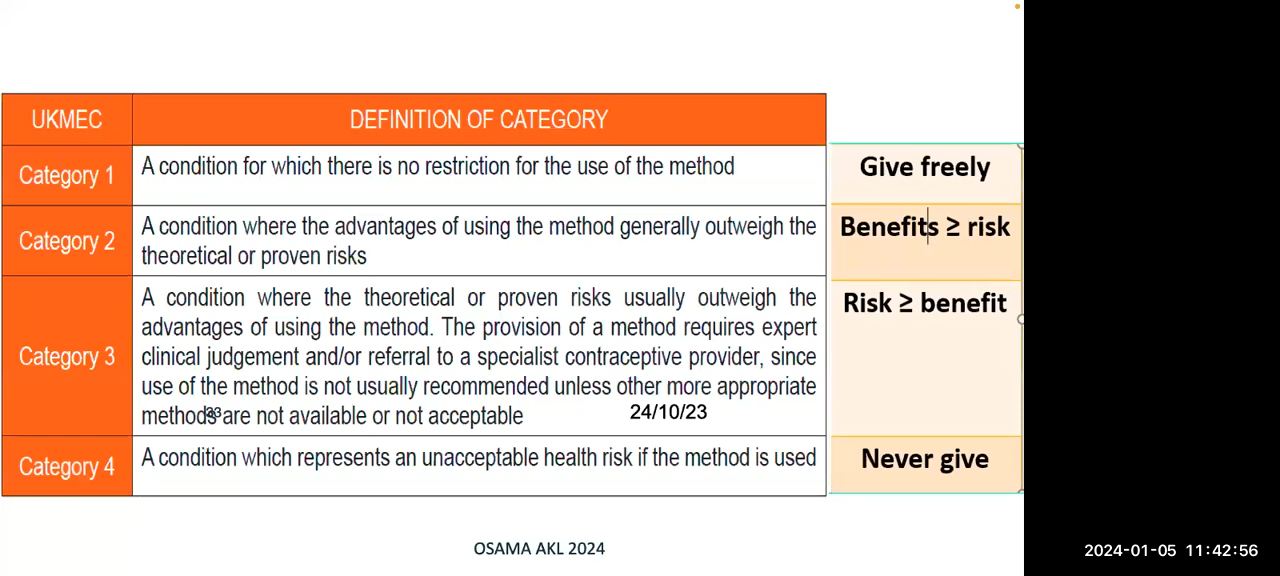 UKMEC DEFINITION OF CATEGORY
Category 1
A condition for which there is no restriction for the use of the method
Give freely
Category 2
A condition where the advantages of using the method generally outweigh the
theoretical or proven risks
Benefits ≥ risk
Category 3
A condition where the theoretical or proven risks usually outweigh the
advantages of using the method. The provision of a method requires expert
clinical judgement and/or referral to a specialist contraceptive provider, since
use of the method is not usually recommended unless other more appropriate
methods are not available or not acceptable
33
24/10/23
Risk ≥ benefit
Category 4
A condition which represents an unacceptable health risk if the method is used
Never give
OSAMA AKL 2024
2024-01-05 11:42:56